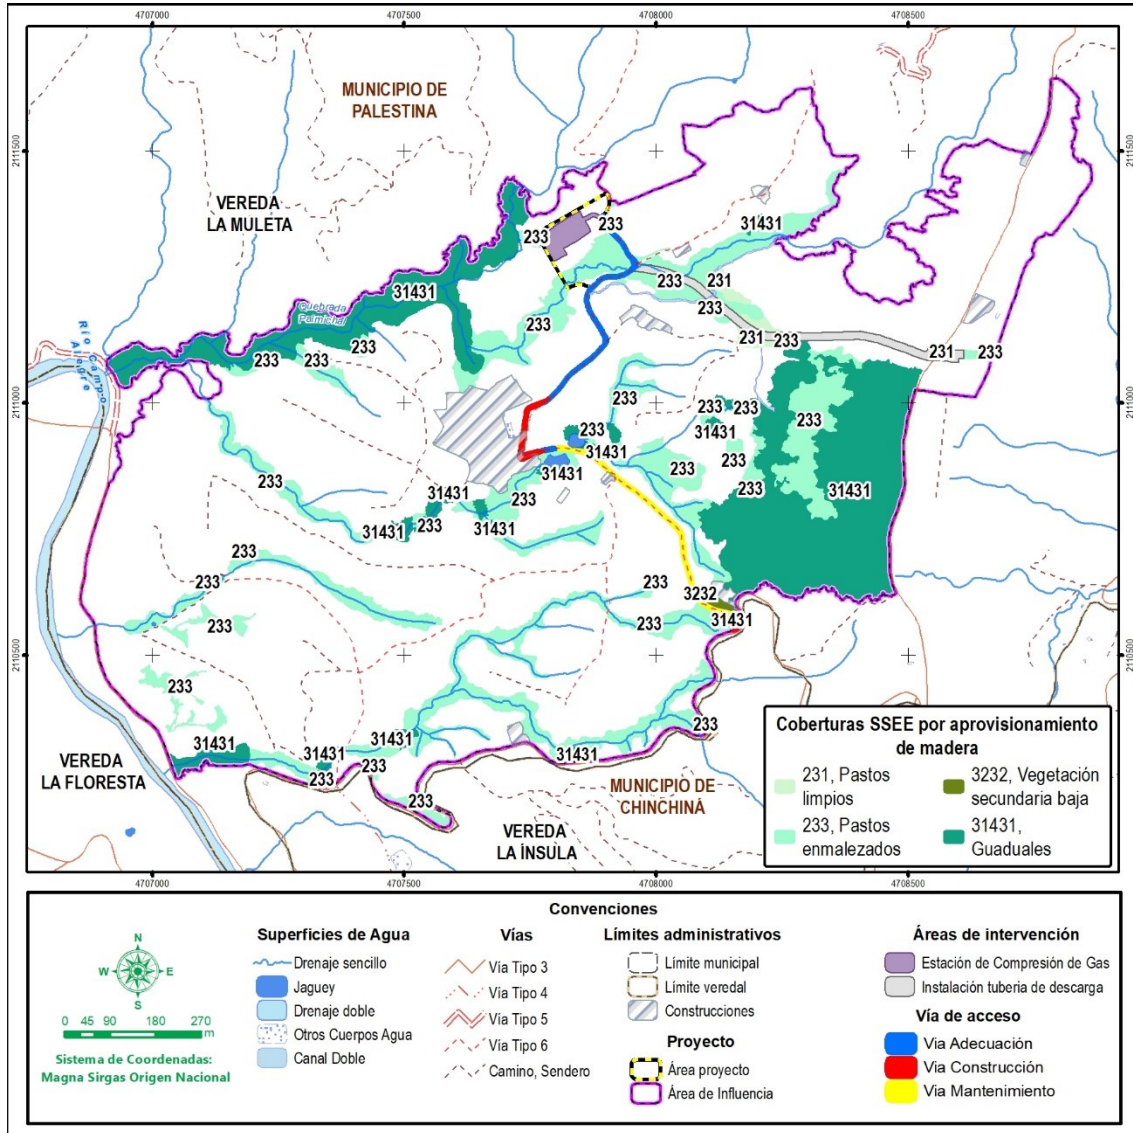 4707000
4707500
4708000
4708500
MUNICIPIO DE
PALESTINA
2111500
2111500
VEREDA
LA MULETA
233
233
31431
31431
233
231
233
Quebrada
Palmichal
233
233
233
233
231
233
231
233
Río Campo
Alegre
2111000
2111000
233
233
233
233
31431
233
31431
31431
233
233
233
233
31431
31431
233
31431
233
31431
233
233
233
3232
233
31431
233
2110500
2110500
233
31431
31431
31431
233
233
233
31431
233
VEREDA
LA FLORESTA
MUNICIPIO DE
CHINCHINÁ
VEREDA
LA ÍNSULA
Coberturas SSEE por aprovisionamiento
de madera
231, Pastos
limpios
3232, Vegetación
secundaria baja
233, Pastos
enmalezados
31431,
Guaduales
4707000
4707500
4708000
4708500
Convenciones
N
W
E
S
0 45 90 180 270
m
Sistema de Coordenadas:
Magna Sirgas Origen Nacional
Superficies de Agua
Drenaje sencillo
Jaguey
Drenaje doble
Otros Cuerpos Agua
Canal Doble
Vías
Vía Tipo 3
Vía Tipo 4
Vía Tipo 5
Vía Tipo 6
Camino, Sendero
Límites administrativos
Límite municipal
Límite veredal
Construcciones
Proyecto
Área proyecto
Área de Influencia
Áreas de intervención
Estación de Compresión de Gas
Instalación tuberia de descarga
Vía de acceso
Via Adecuación
Via Construcción
Via Mantenimiento